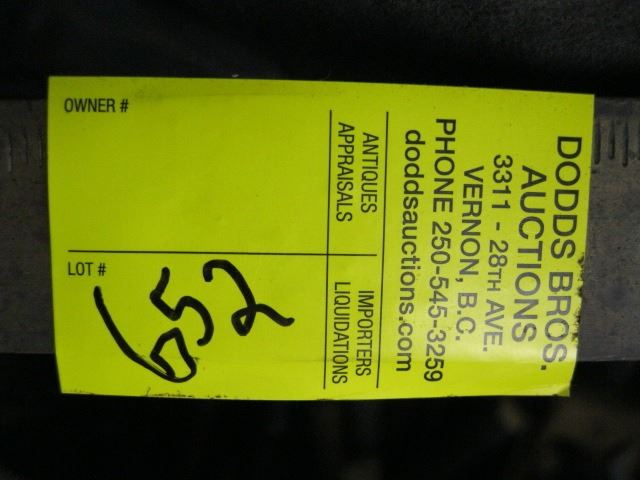 DODDS BROS.
AUCTIONS
3311 - 28TH AVE.
VERNON, B.C.
PHONE 250-545-3259
doddsauctions.com
ANTIQUES IMPORTERS
APPRAISALS LIQUIDATIONS
OWNER #
LOT #
652